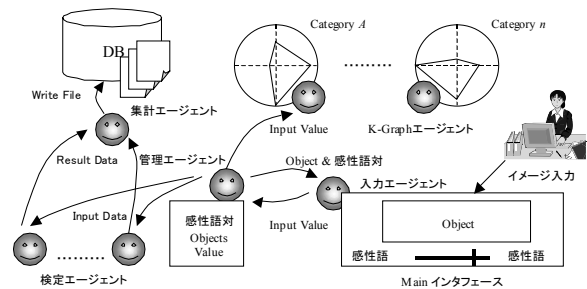 Category A
Category n
DB
Write File
集計エージェント
Input Value
K-Graphエージェント
Result Data
管理エージェント
Object & 感性語対
イメージ入力
入力エージェント
Input Data
感性語対
Objects
Value
Input Value
Object
感性語
感性語
検定エージェント
Main インタフェース